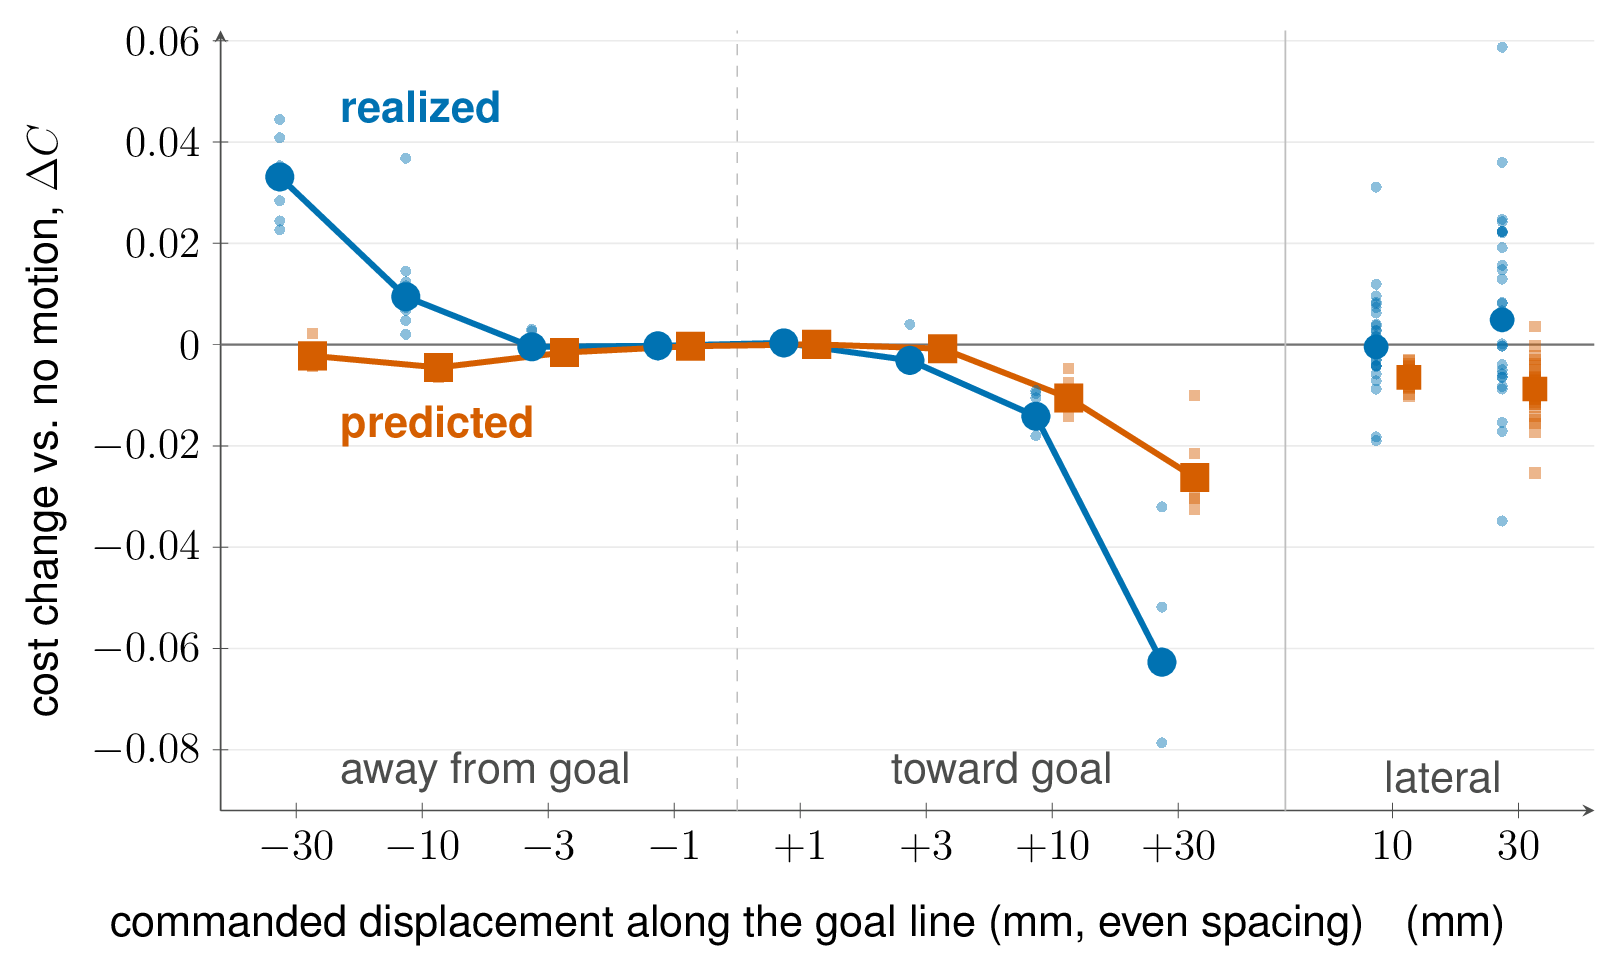 0.06
0.04
0.02
0
−0.02
−0.04
−0.06
−0.08
cost change vs. no motion, ΔC
realized
predicted
away from goal
toward goal
lateral
−30 −10 −3 −1 +1 +3 +10 +30 10 30
commanded displacement along the goal line (mm, even spacing) (mm)